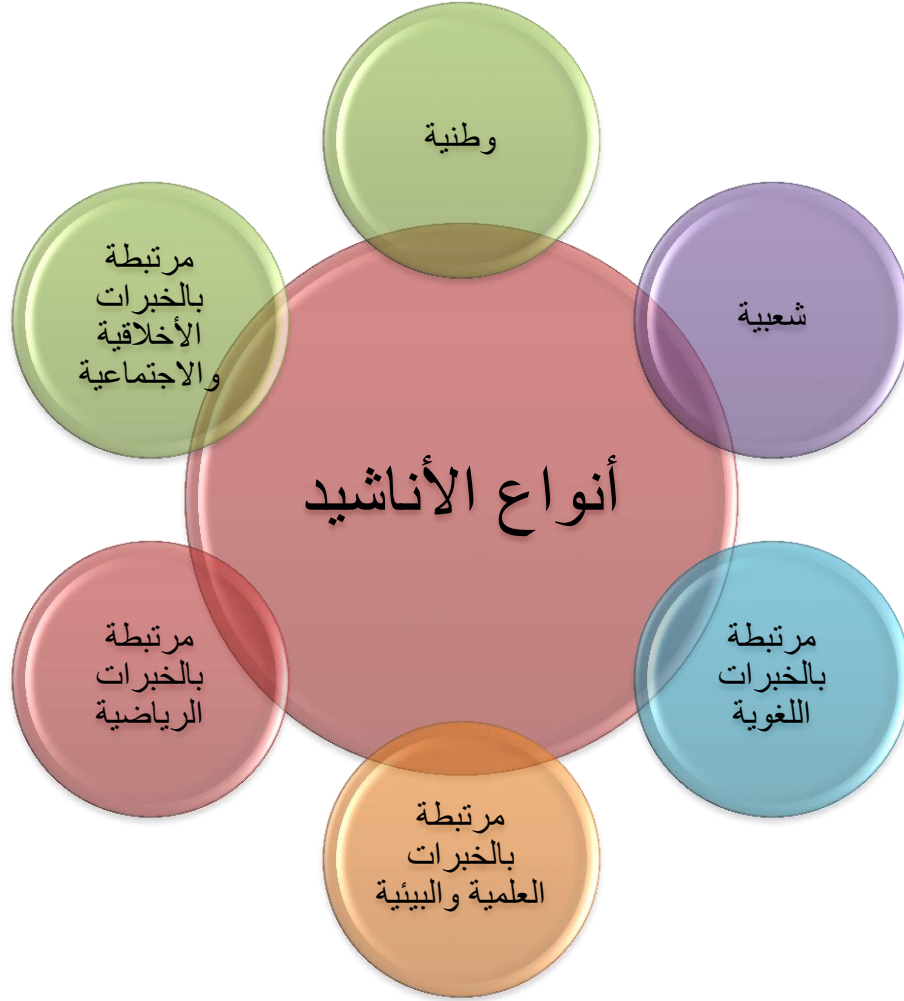 وطنية
شعبية
مرتبطة
بالخبرات
اللغوية
مرتبطة
بالخبرات
العلمية والبيئية
مرتبطة
بالخبرات
الرياضية
مرتبطة
بالخبرات
الأخلاقية
والاجتماعية
أنواع الأناشيد